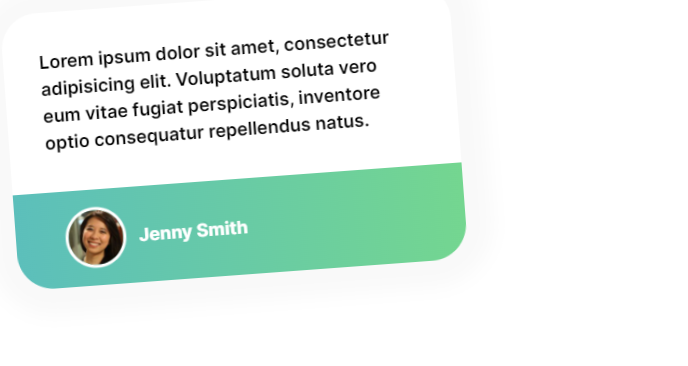 Lorem ipsum dolor sit amet, consectetur
adipisicing elit. Voluptatum soluta vero
eum vitae fugiat perspiciatis, inventore
optio consequatur repellendus natus.
Jenny Smith